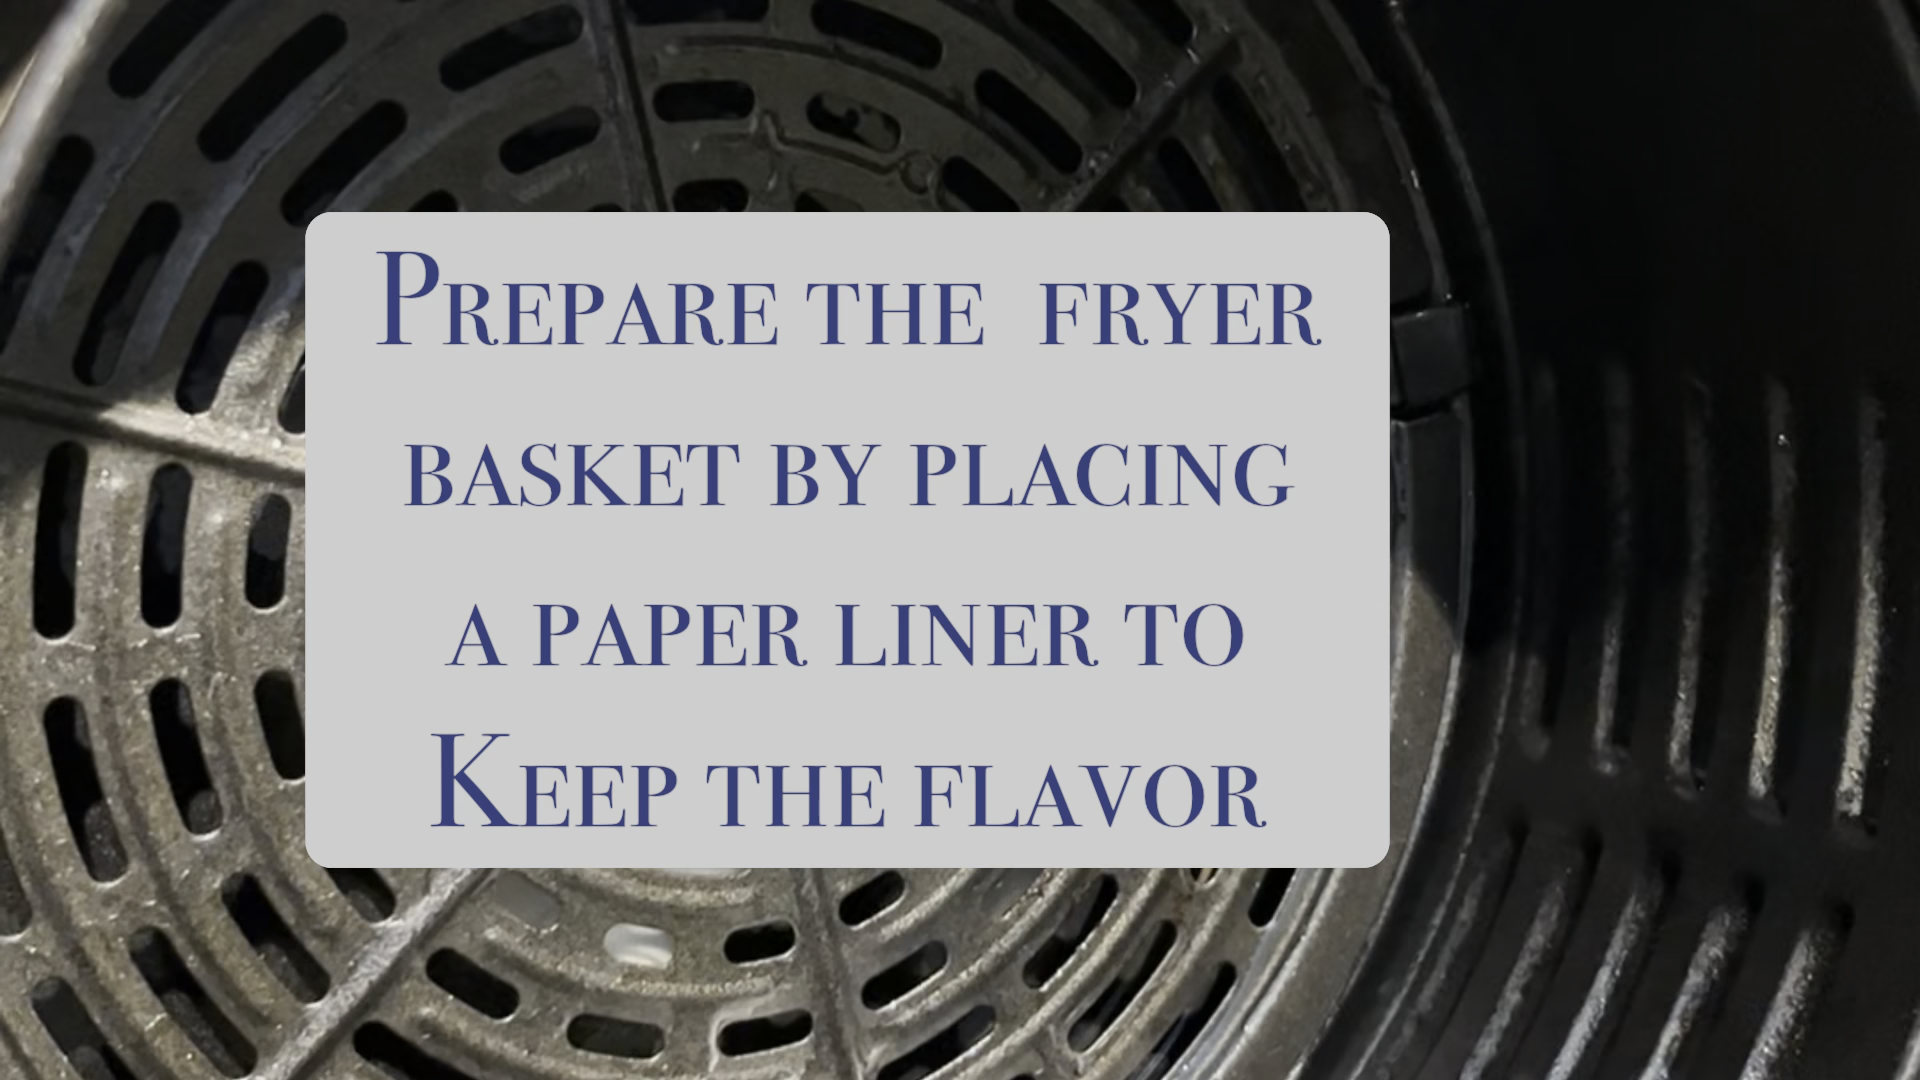 Prepare the  fryer
basket by placing
a paper liner to
Keep the flavor